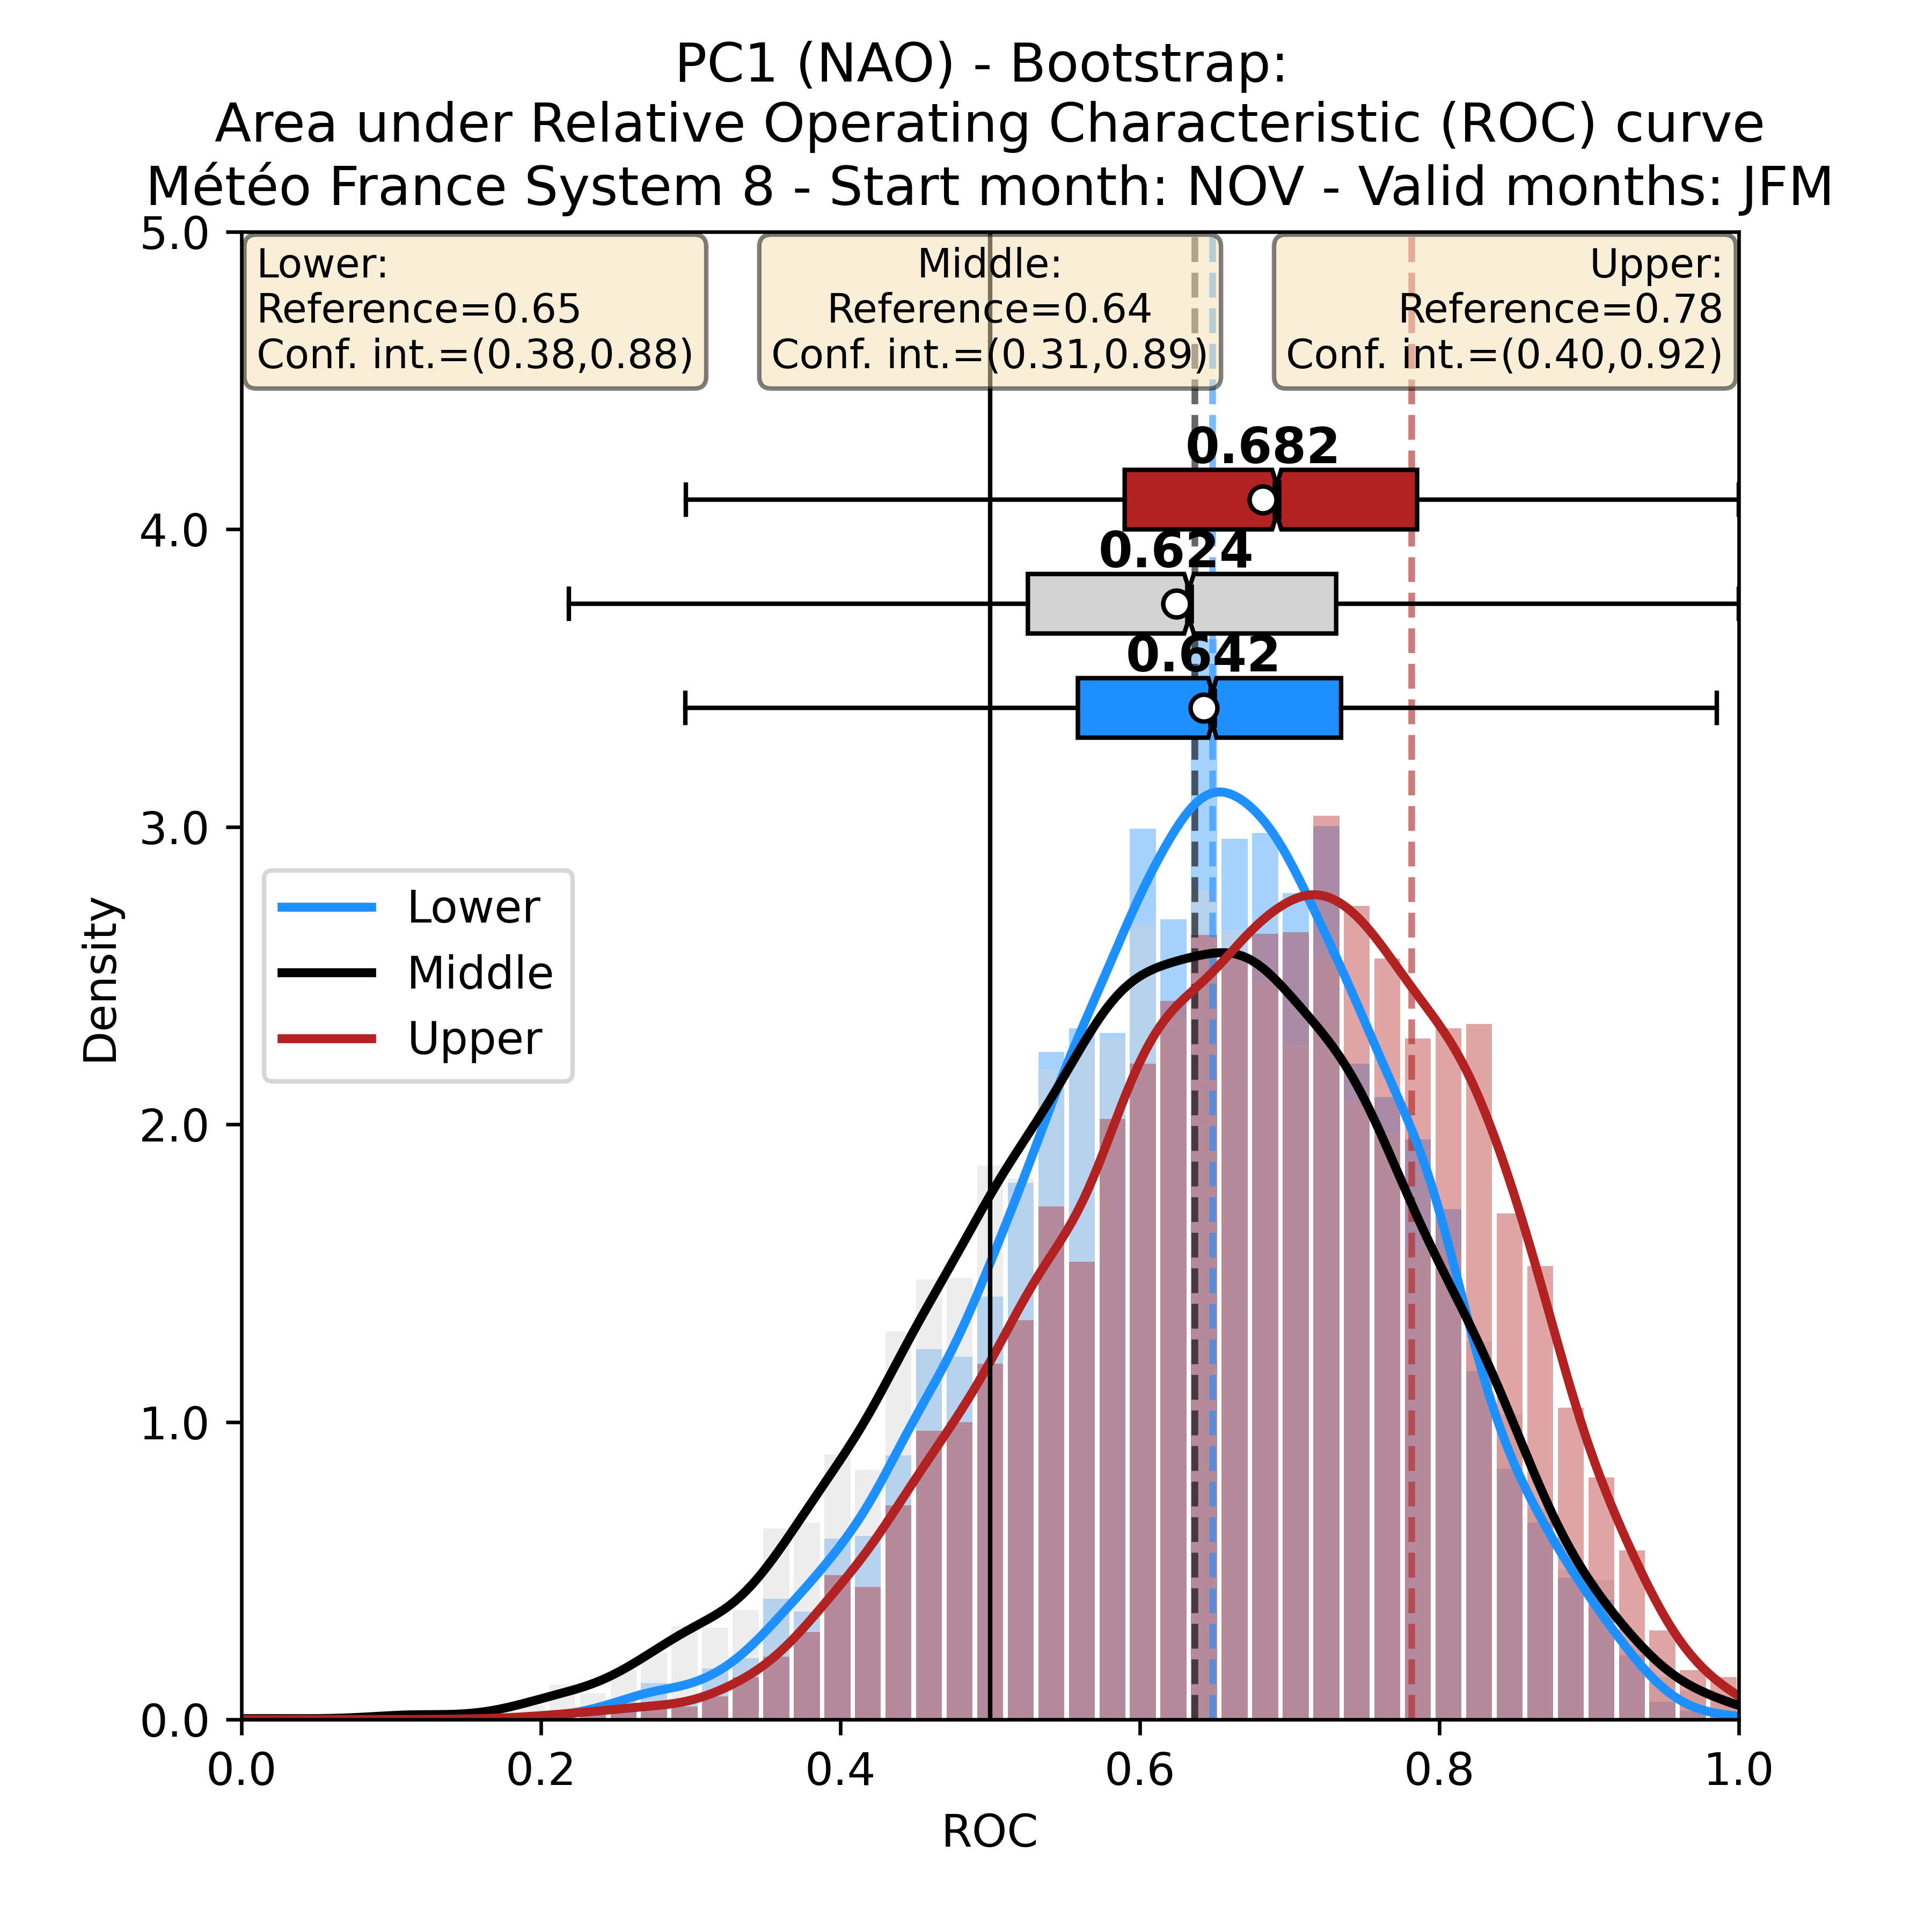 PC1 (NAO) - Bootstrap:
Area under Relative Operating Characteristic (ROC) curve
Météo France System 8 - Start month: NOV - Valid months: JFM
Lower:
Reference=0.65
Conf. int.=(0.38,0.88)
Middle:
Reference=0.64
Conf. int.=(0.31,0.89)
Upper:
Reference=0.78
Conf. int.=(0.40,0.92)
0.682
0.624
0.642
5.0
4.0
3.0
2.0
1.0
0.0
Density
Lower
Middle
Upper
0.0 0.2 0.4 0.6 0.8 1.0
ROC